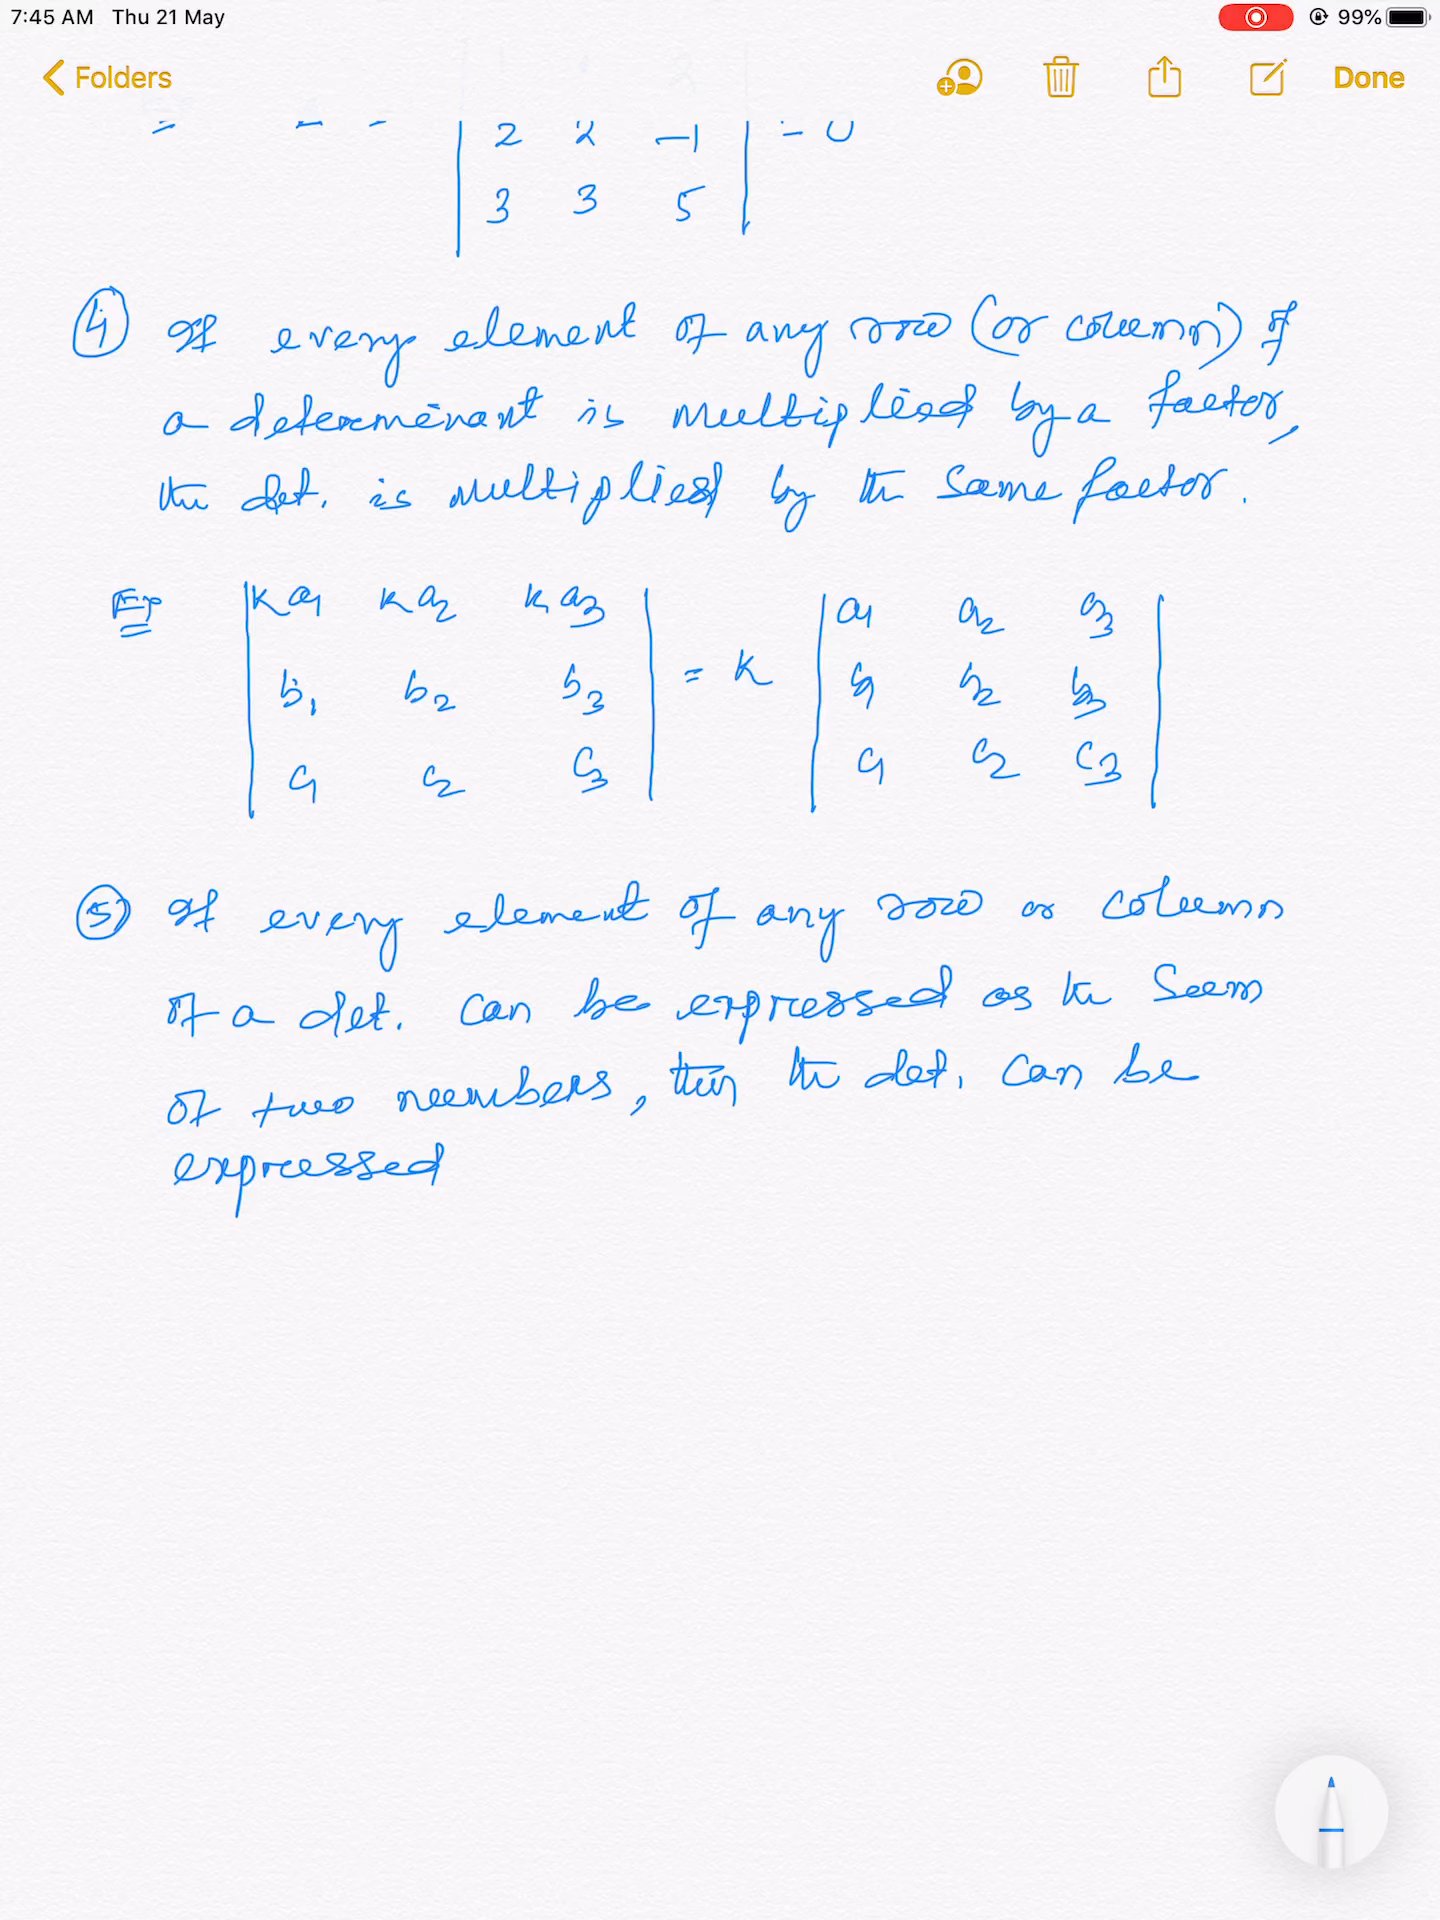 7:45 AM Thu 21 May 99%
Folders Done
| 2 2 -1 | = 0
| 3 3 5 |
④ If every element of any row (or column) of
a determinant is multiplied by a factor,
the det. is multiplied by the same factor.
Ex | ka1 ka2 ka3 | = k | a1 a2 a3 |
| b1 b2 b3 | | b1 b2 b3 |
| c1 c2 c3 | | c1 c2 c3 |
⑤ If every element of any row or column
of a det. can be expressed as the sum
of two numbers, then the det. can be
expressed